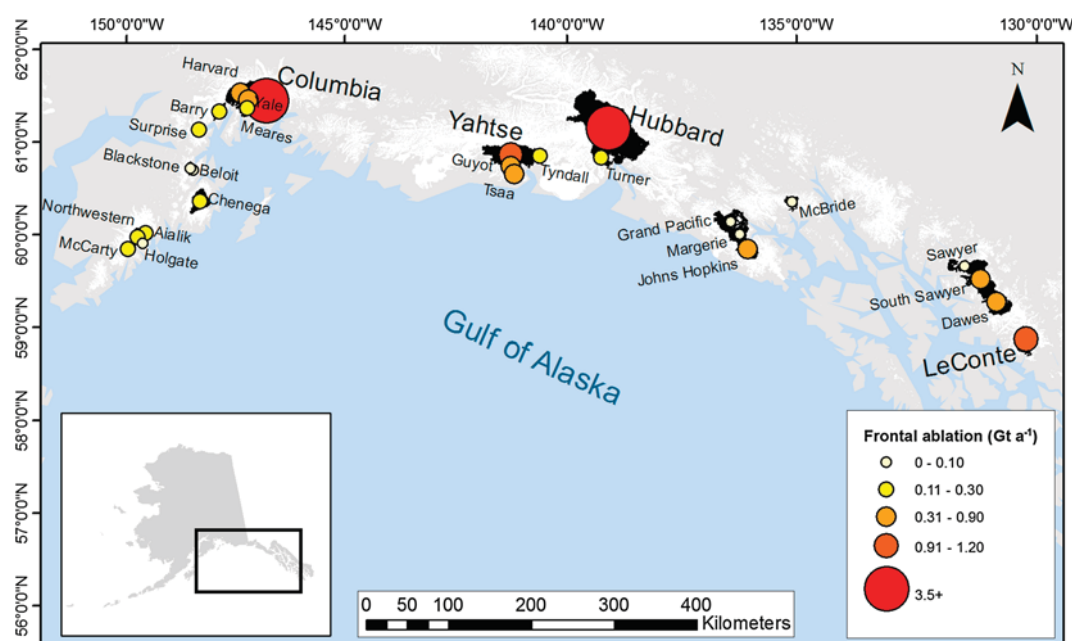 150°0'0"W
145°0'0"W
140°0'0"W
135°0'0"W
130°0'0"W
62°0'0"N
61°0'0"N
60°0'0"N
59°0'0"N
58°0'0"N
57°0'0"N
56°0'0"N
N
Harvard
Columbia
Yale
Barry
Meares
Surprise
Blackstone
Beloit
Chenega
Northwestern
Aialik
McCarty
Holgate
Yahtse
Guyot
Tyndall
Tsaa
Hubbard
Turner
McBride
Grand Pacific
Margerie
Johns Hopkins
Sawyer
South Sawyer
Dawes
LeConte
Gulf of Alaska
Frontal ablation (Gt a⁻¹)
0 - 0.10
0.11 - 0.30
0.31 - 0.90
0.91 - 1.20
3.5+
0 50 100 200 300 400
Kilometers